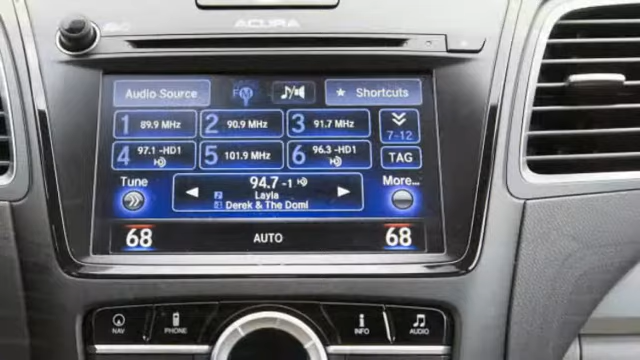 ACURA
Audio Source FM Shortcuts
1 89.9 MHz 2 90.9 MHz 3 91.7 MHz
7-12
4 97.1 -HD1 5 101.9 MHz 6 96.3 -HD1 TAG
Tune 94.7 -1 More...
Layla
Derek & The Domi
68 AUTO 68
NAV PHONE INFO AUDIO